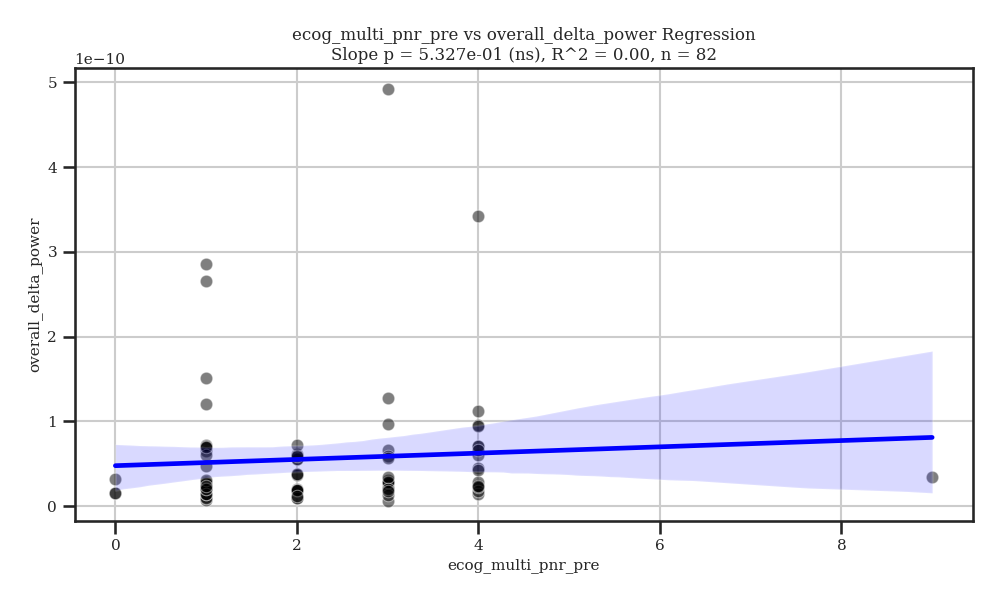 ecog_multi_pnr_pre vs overall_delta_power Regression
Slope p = 5.327e-01 (ns), R^2 = 0.00, n = 82
1e−10
5
4
3
2
1
0
overall_delta_power
0 2 4 6 8
ecog_multi_pnr_pre